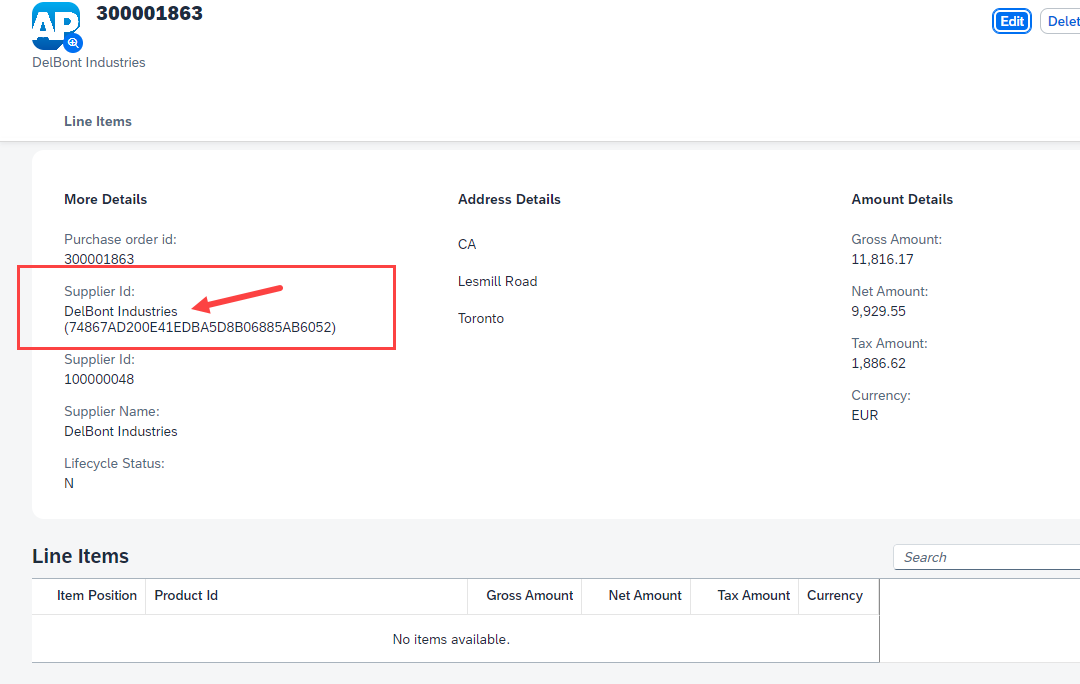 AP
300001863
Edit
Delet
DelBont Industries
Line Items
More Details
Purchase order id:
300001863
Supplier Id:
DelBont Industries
(74867AD200E41EDBA5D8B06885AB6052)
Supplier Id:
100000048
Supplier Name:
DelBont Industries
Lifecycle Status:
N
Address Details
CA
Lesmill Road
Toronto
Amount Details
Gross Amount:
11,816.17
Net Amount:
9,929.55
Tax Amount:
1,886.62
Currency:
EUR
Line Items
Search
Item Position Product Id Gross Amount Net Amount Tax Amount Currency
No items available.